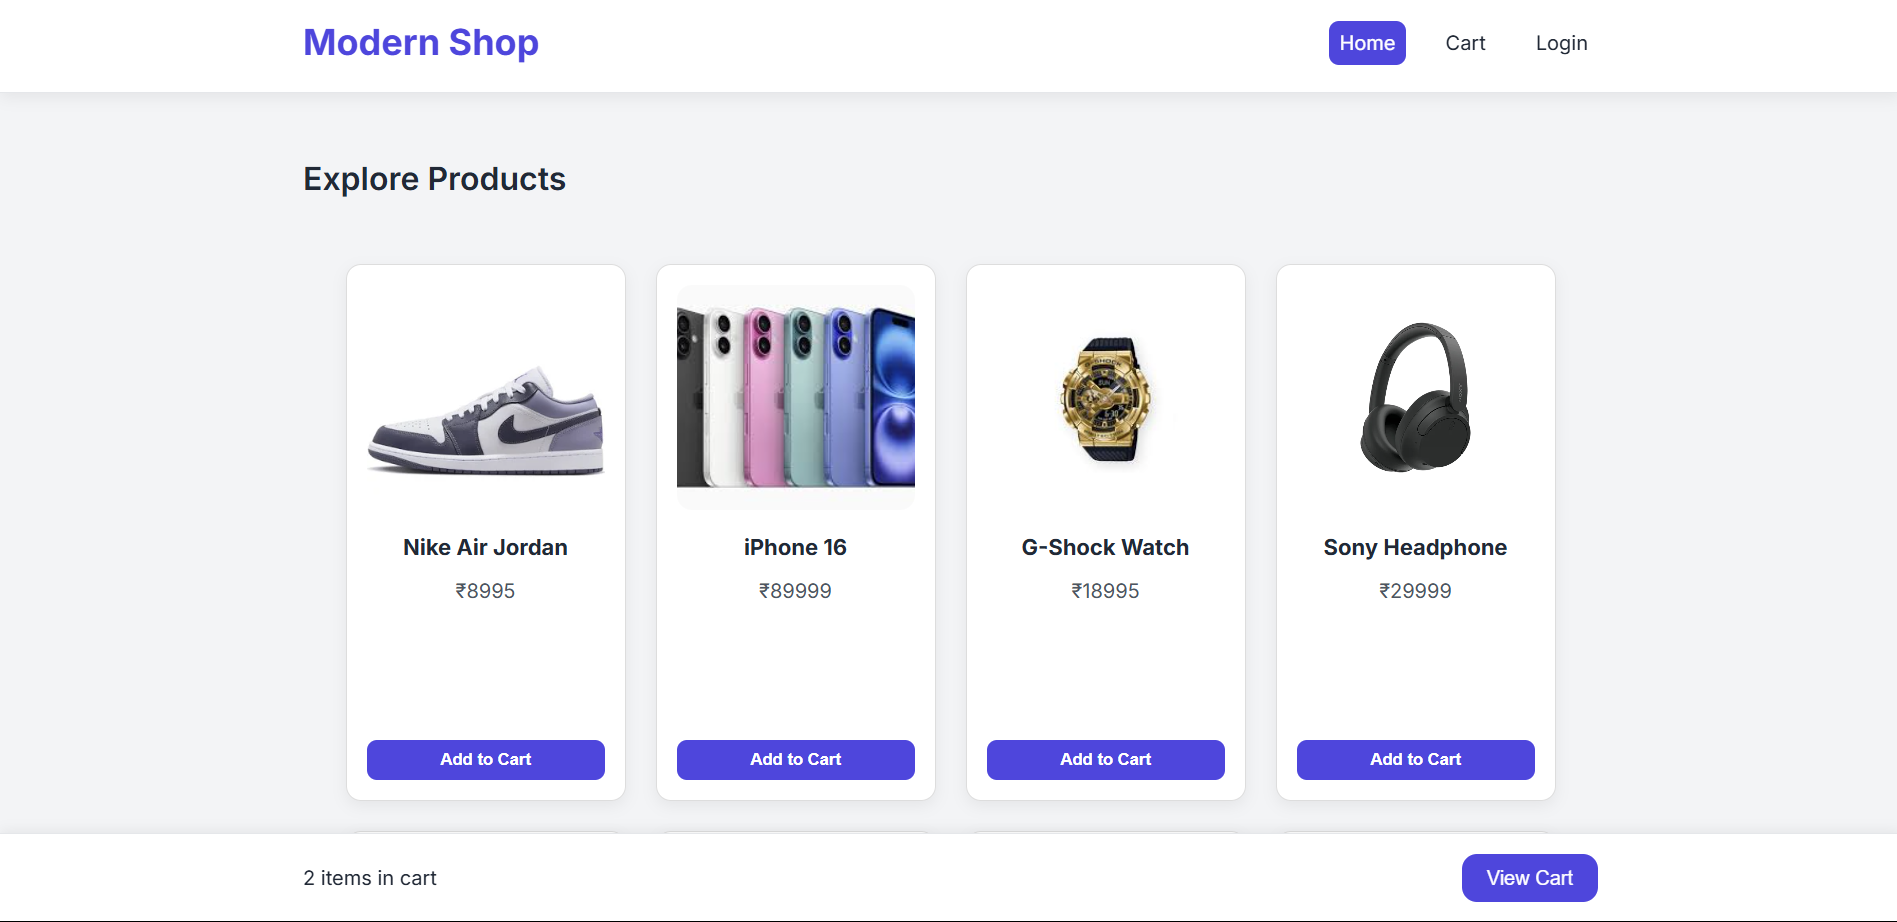 Modern Shop
Home Cart Login
Explore Products
Nike Air Jordan
₹8995
Add to Cart
iPhone 16
₹89999
Add to Cart
G-Shock Watch
₹18995
Add to Cart
Sony Headphone
₹29999
Add to Cart
2 items in cart
View Cart